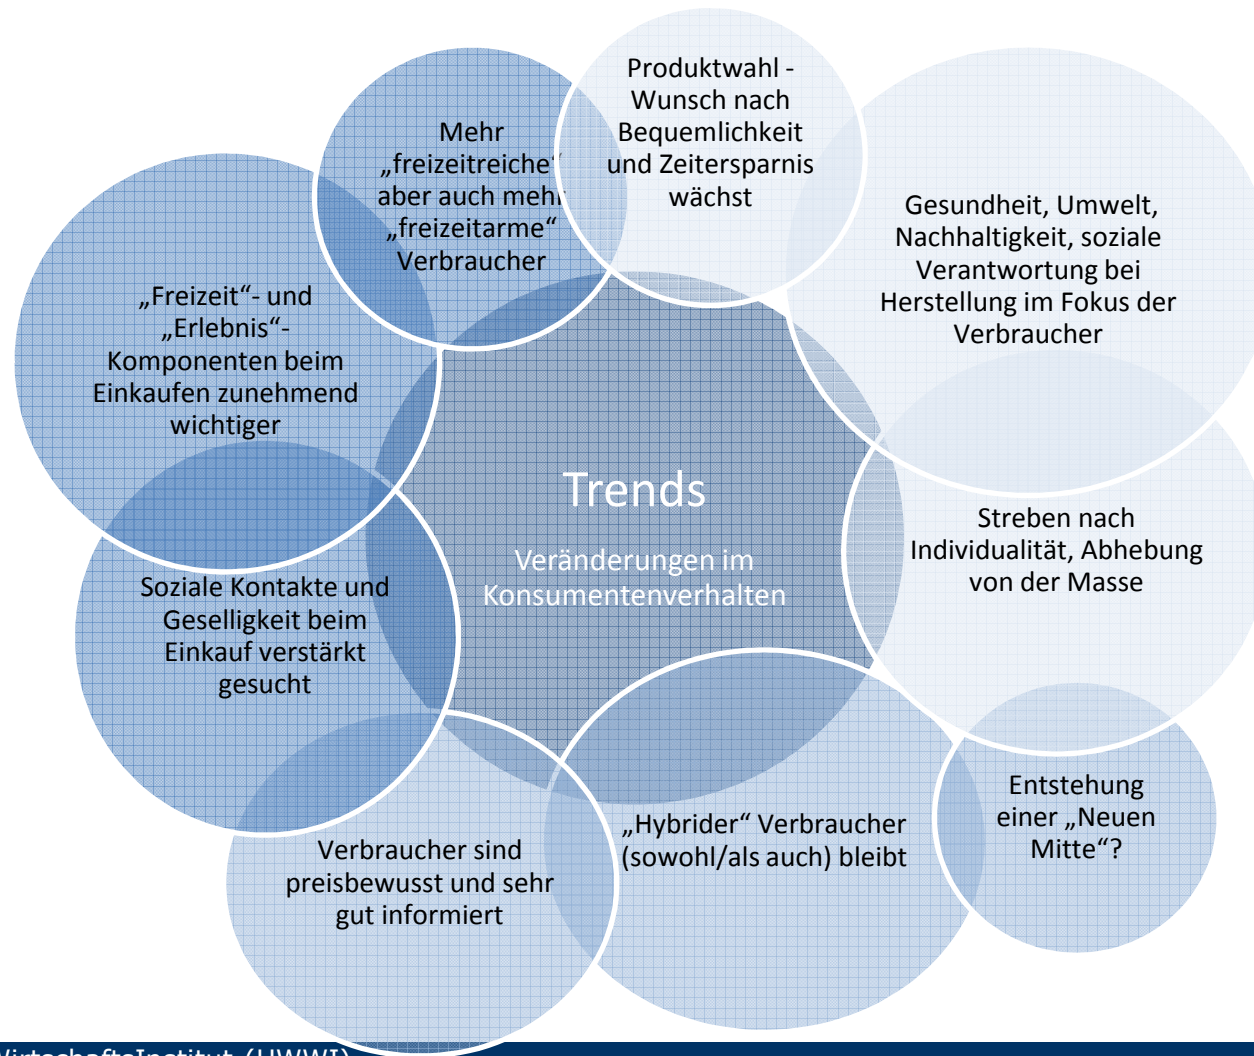 Produktwahl -
Wunsch nach
Bequemlichkeit
und Zeitersparnis
wächst
Mehr
„freizeitreiche“
aber auch mehr
„freizeitarme“
Verbraucher
Gesundheit, Umwelt,
Nachhaltigkeit, soziale
Verantwortung bei
Herstellung im Fokus der
Verbraucher
„Freizeit“- und
„Erlebnis“-
Komponenten beim
Einkaufen zunehmend
wichtiger
Trends
Veränderungen im
Konsumentenverhalten
Streben nach
Individualität, Abhebung
von der Masse
Soziale Kontakte und
Geselligkeit beim
Einkauf verstärkt
gesucht
Entstehung
einer „Neuen
Mitte“?
„Hybrider“ Verbraucher
(sowohl/als auch) bleibt
Verbraucher sind
preisbewusst und sehr
gut informiert
WirtschaftsInstitut (HWWI)